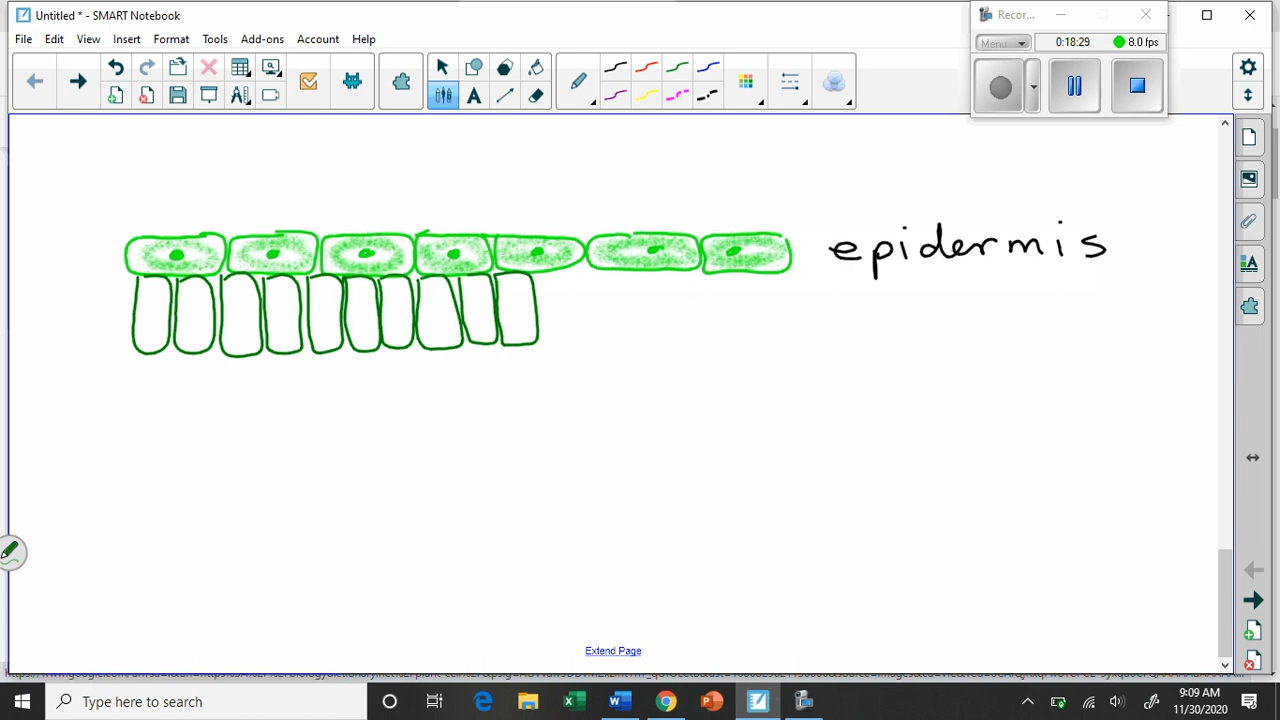 Untitled * - SMART Notebook
Recor...
File Edit View Insert Format Tools Add-ons Account Help
Menu 0:18:29 8.0 fps
epidermis
Extend Page
Type here to search
9:09 AM
11/30/2020